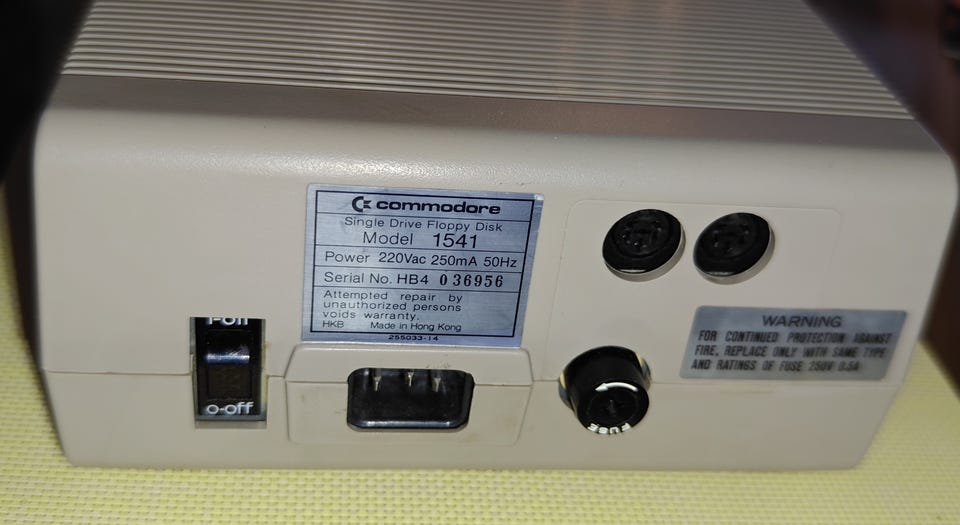 commodore
Single Drive Floppy Disk
Model 1541
Power 220Vac 250mA 50Hz
Serial No. HB4 036956
Attempted repair by
unauthorized persons
voids warranty.
HKB Made in Hong Kong
255033-14
WARNING
FOR CONTINUED PROTECTION AGAINST
FIRE, REPLACE ONLY WITH SAME TYPE
AND RATINGS OF FUSE 250V 0.5A
o-off
FUSE